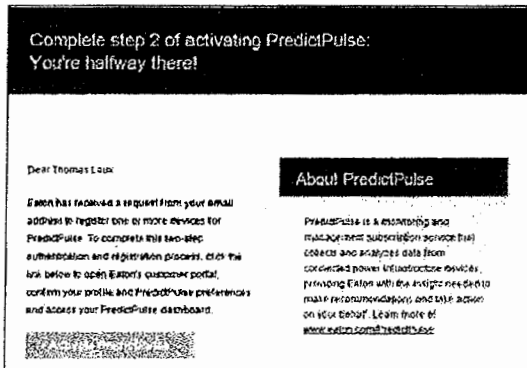 Complete step 2 of activating PredictPulse:
You're halfway there!
Dear Thomas Laux
Eaton has received a request from your email
address to register one or more devices for
PredictPulse. To complete this two-step
authentication and registration process, click the
link below to open Eaton's customer portal,
confirm your profile and PredictPulse preferences
and access your PredictPulse dashboard.
About PredictPulse
PredictPulse is a monitoring and
management subscription service that
collects and analyzes data from
connected power infrastructure devices,
providing Eaton with the insight needed to
make recommendations and take action
on your behalf. Learn more at
www.eaton.com/PredictPulse